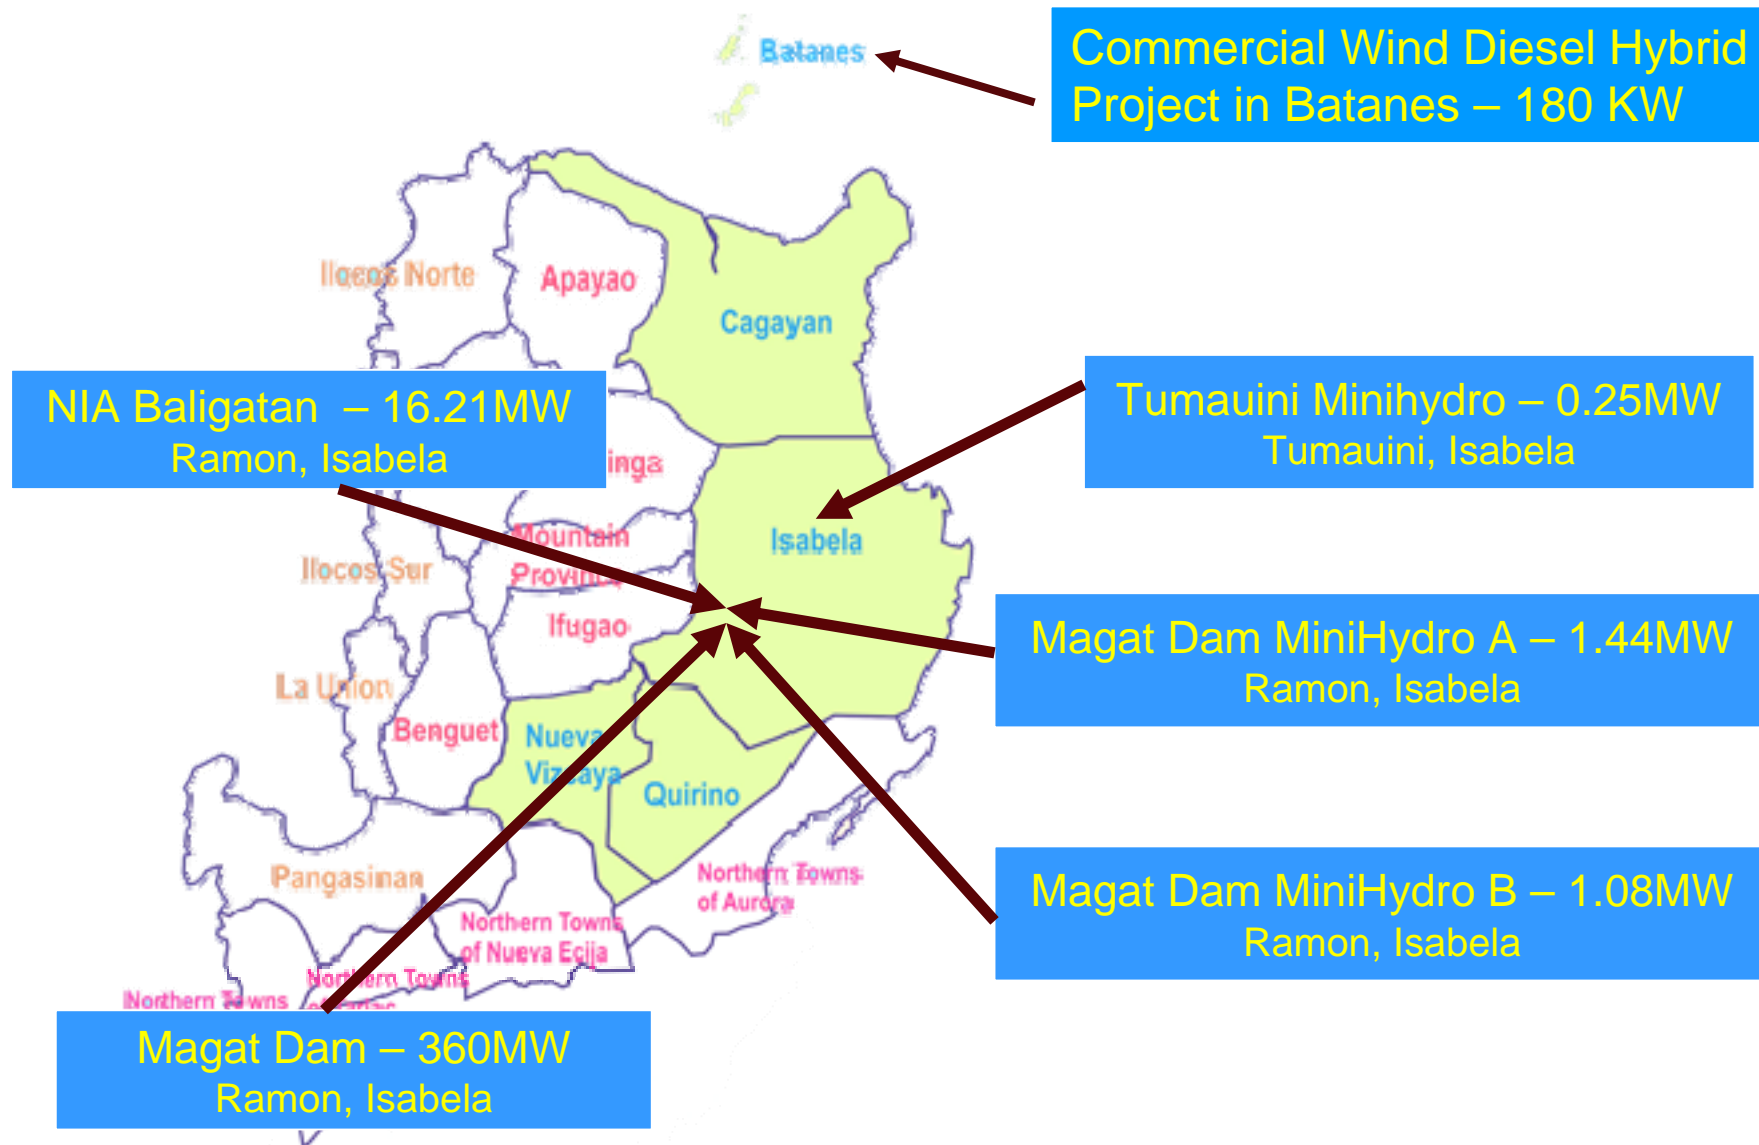 Batanes
Commercial Wind Diesel Hybrid
Project in Batanes – 180 KW
Ilocos Norte
Apayao
Cagayan
NIA Baligatan – 16.21MW
Ramon, Isabela
Tumauini Minihydro – 0.25MW
Tumauini, Isabela
inga
Mountain
Province
Isabela
Ilocos Sur
Ifugao
Magat Dam MiniHydro A – 1.44MW
Ramon, Isabela
La Union
Benguet
Nueva
Vizcaya
Quirino
Pangasinan
Northern Towns
of Aurora
Magat Dam MiniHydro B – 1.08MW
Ramon, Isabela
Northern Towns
of Nueva Ecija
Northern Towns
Northern Towns
Magat Dam – 360MW
Ramon, Isabela